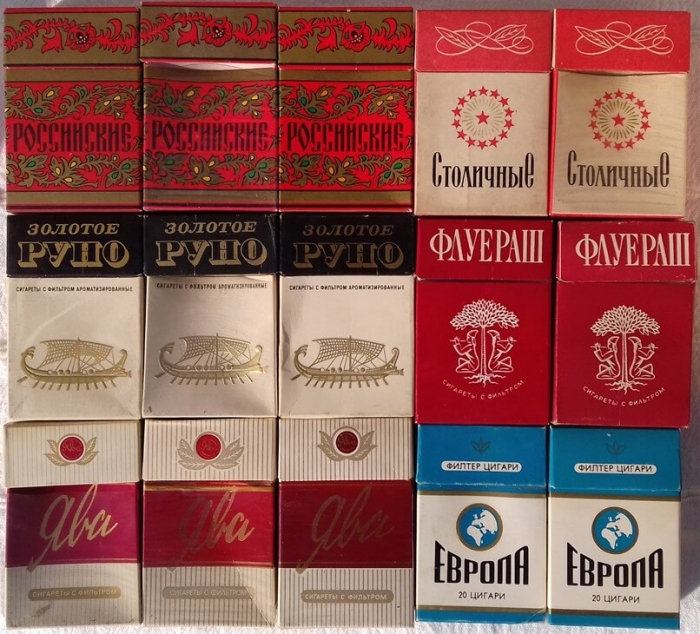 РОССИЙСКИЕ
РОССИЙСКИЕ
РОССИЙСКИЕ
Столичные
Столичные
ЗОЛОТОЕ
РУНО
СИГАРЕТЫ С ФИЛЬТРОМ АРОМАТИЗИРОВАННЫЕ
ЗОЛОТОЕ
РУНО
СИГАРЕТЫ С ФИЛЬТРОМ АРОМАТИЗИРОВАННЫЕ
ЗОЛОТОЕ
РУНО
СИГАРЕТЫ С ФИЛЬТРОМ АРОМАТИЗИРОВАННЫЕ
ФЛУЕРАШ
СИГАРЕТЫ С ФИЛЬТРОМ
ФЛУЕРАШ
СИГАРЕТЫ С ФИЛЬТРОМ
Ява
СИГАРЕТЫ С ФИЛЬТРОМ
Ява
СИГАРЕТЫ С ФИЛЬТРОМ
Ява
СИГАРЕТЫ С ФИЛЬТРОМ
ФИЛТЕР ЦИГАРИ
ЕВРОПА
20 ЦИГАРИ
ФИЛТЕР ЦИГАРИ
ЕВРОПА
20 ЦИГАРИ